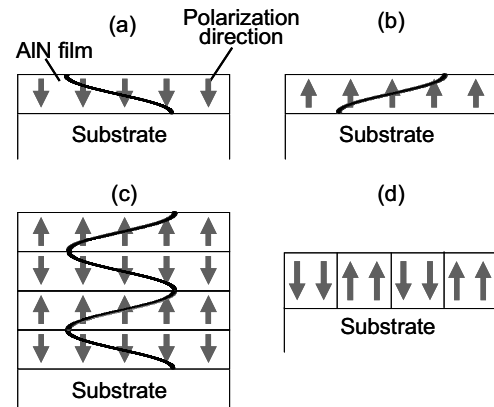 (a)
Polarization
direction
AlN film
Substrate
(b)
Substrate
(c)
Substrate
(d)
Substrate